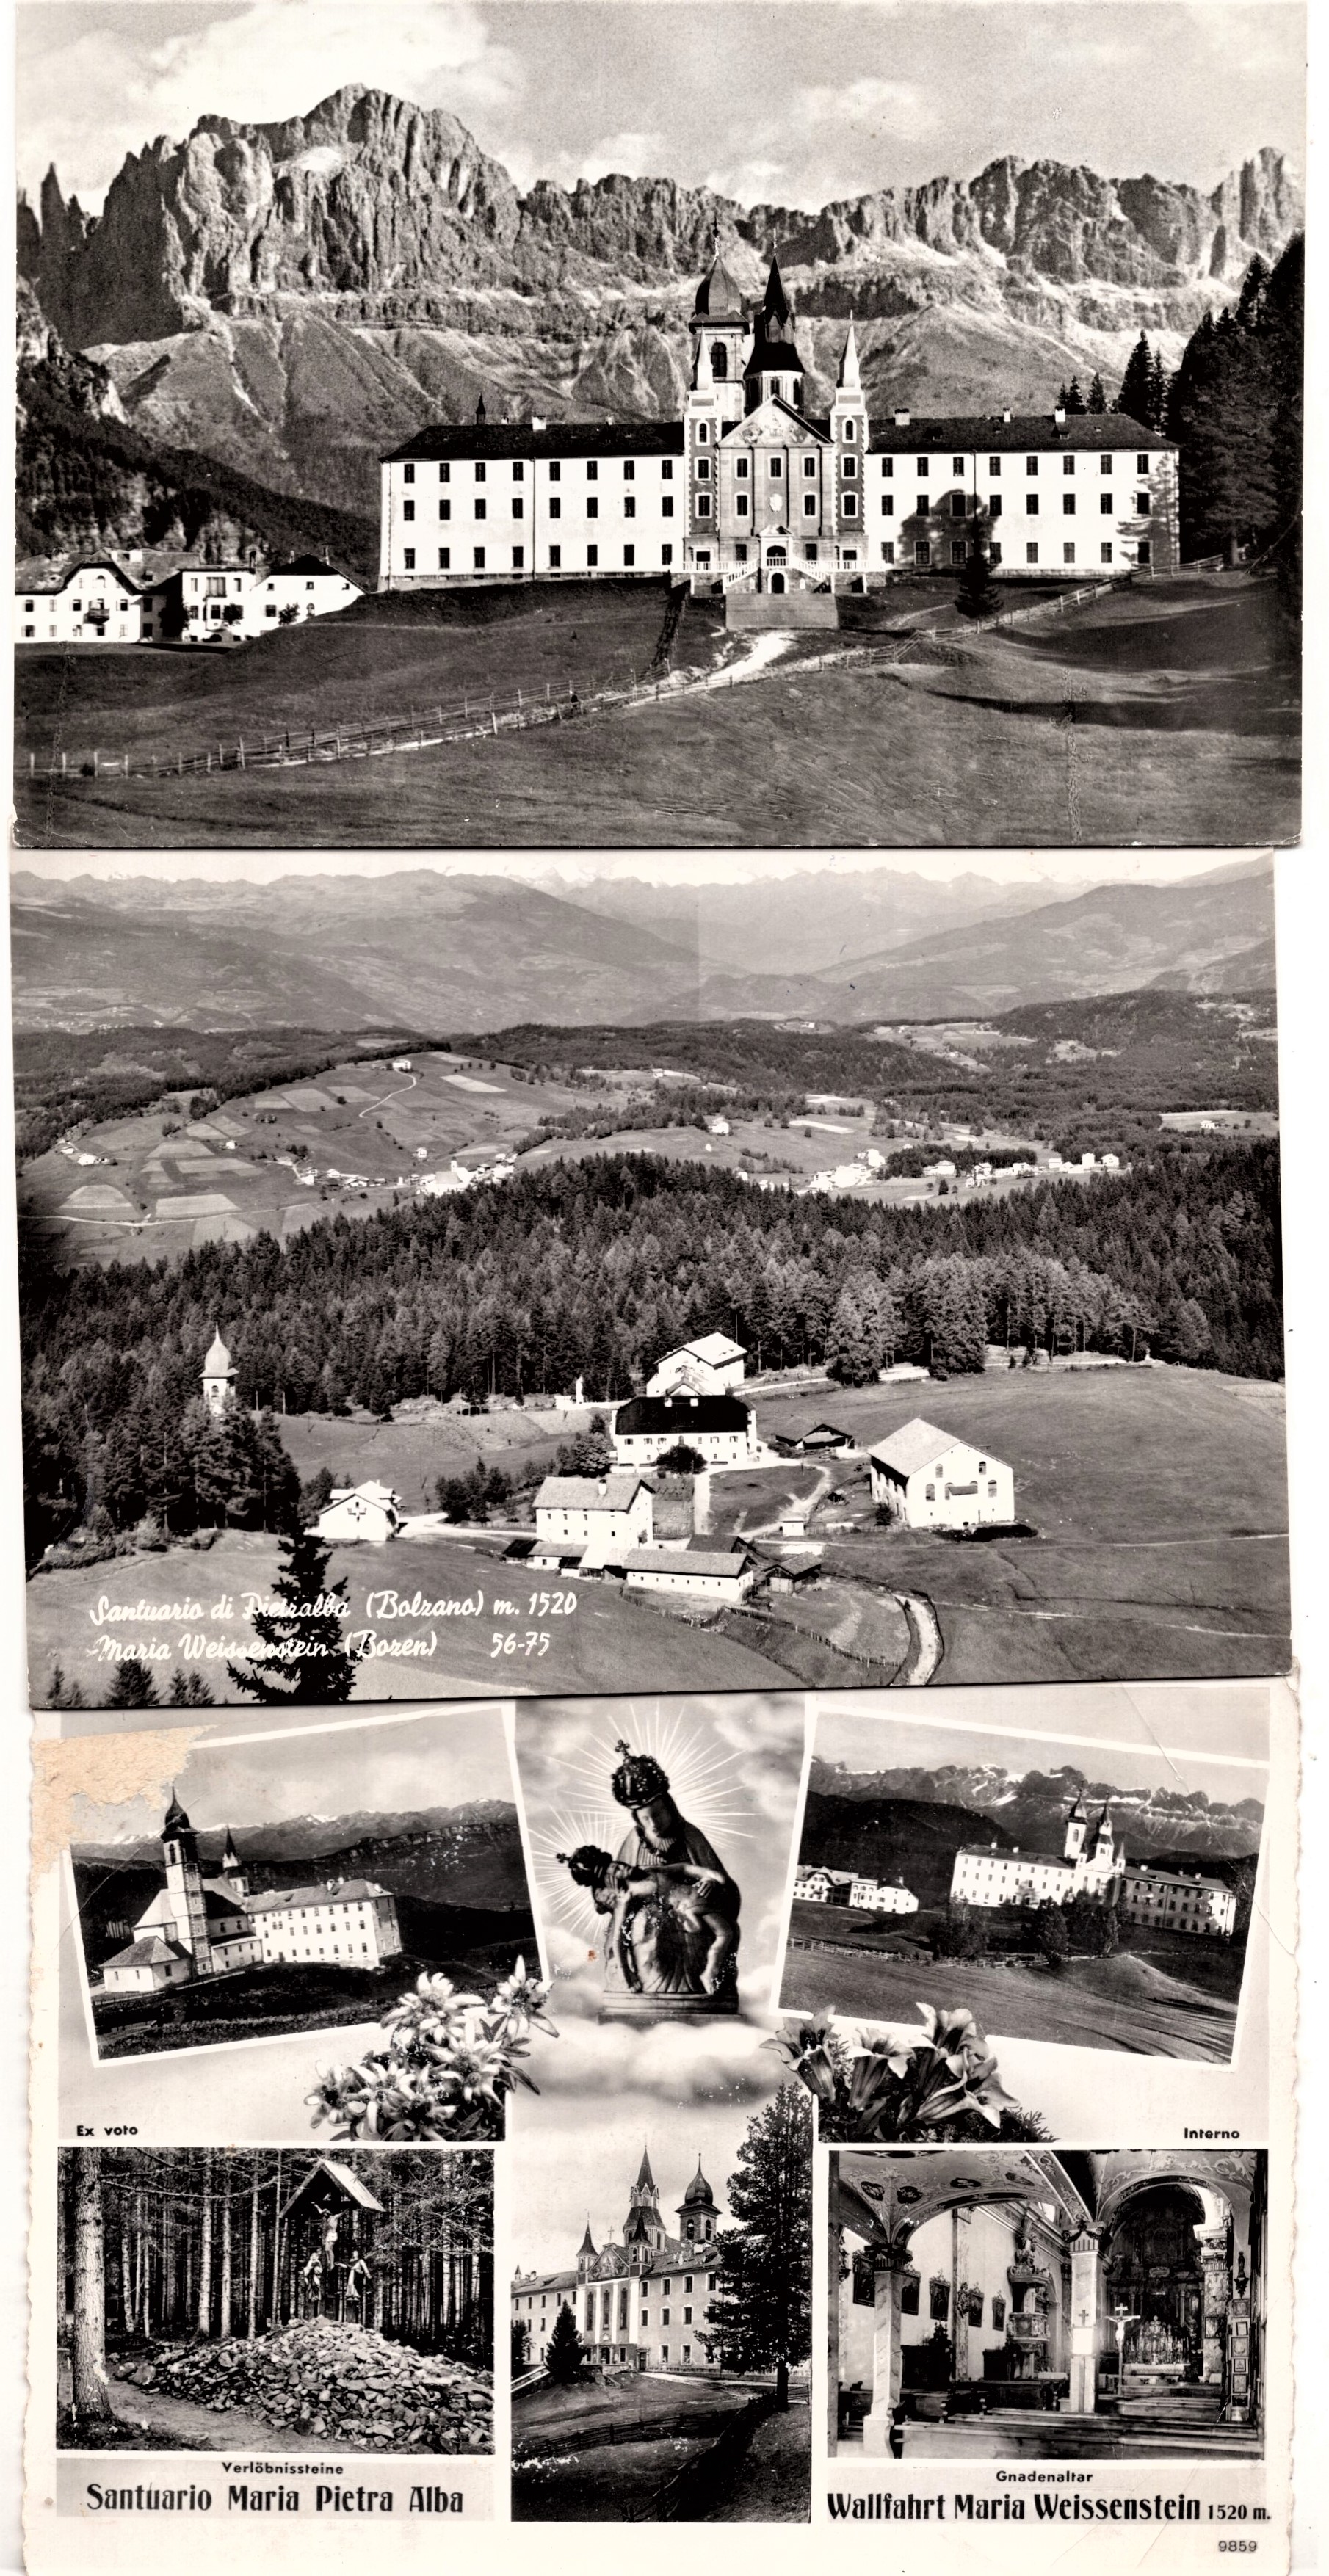 Santuario di Pietralba (Bolzano) m. 1520
Maria Weissenstein (Bozen) 56-75
Ex voto
Interno
Verlöbnissteine
Gnadenaltar
Santuario Maria Pietra Alba
Wallfahrt Maria Weissenstein 1520 m.
9859